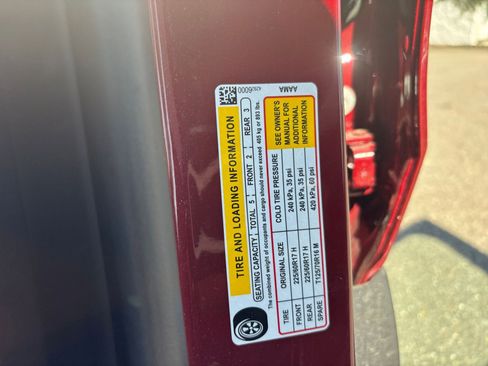 42606000
AAMA
TIRE AND LOADING INFORMATION
SEATING CAPACITY TOTAL 5 FRONT 2 REAR 3
The combined weight of occupants and cargo should never exceed 405 kg or 893 lbs.
TIRE ORIGINAL SIZE COLD TIRE PRESSURE
FRONT 225/60R17 H 240 kPa, 35 psi
REAR 225/60R17 H 240 kPa, 35 psi
SPARE T125/70R16 M 420 kPa, 60 psi
SEE OWNER'S
MANUAL FOR
ADDITIONAL
INFORMATION